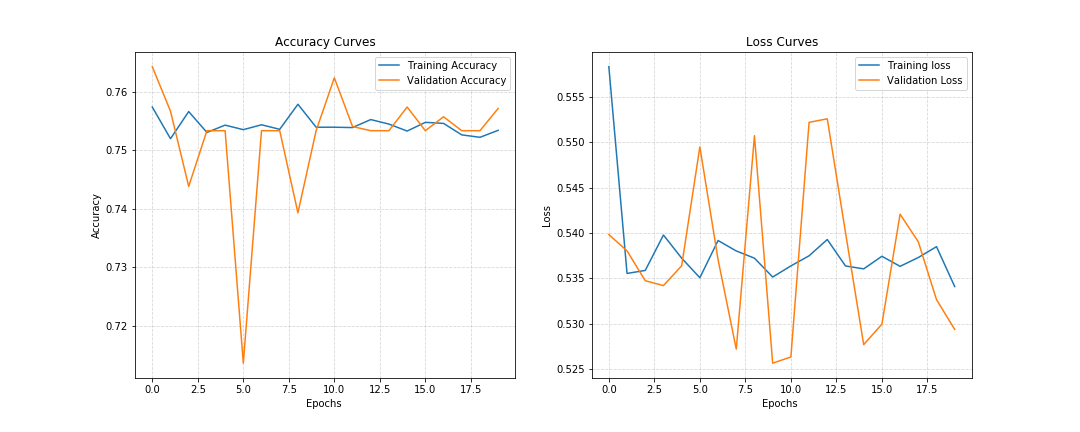 Accuracy Curves
Training Accuracy
Validation Accuracy
0.76
0.75
0.74
0.73
0.72
Accuracy
0.0 2.5 5.0 7.5 10.0 12.5 15.0 17.5
Epochs
Loss Curves
Training loss
Validation Loss
0.555
0.550
0.545
0.540
0.535
0.530
0.525
Loss
0.0 2.5 5.0 7.5 10.0 12.5 15.0 17.5
Epochs